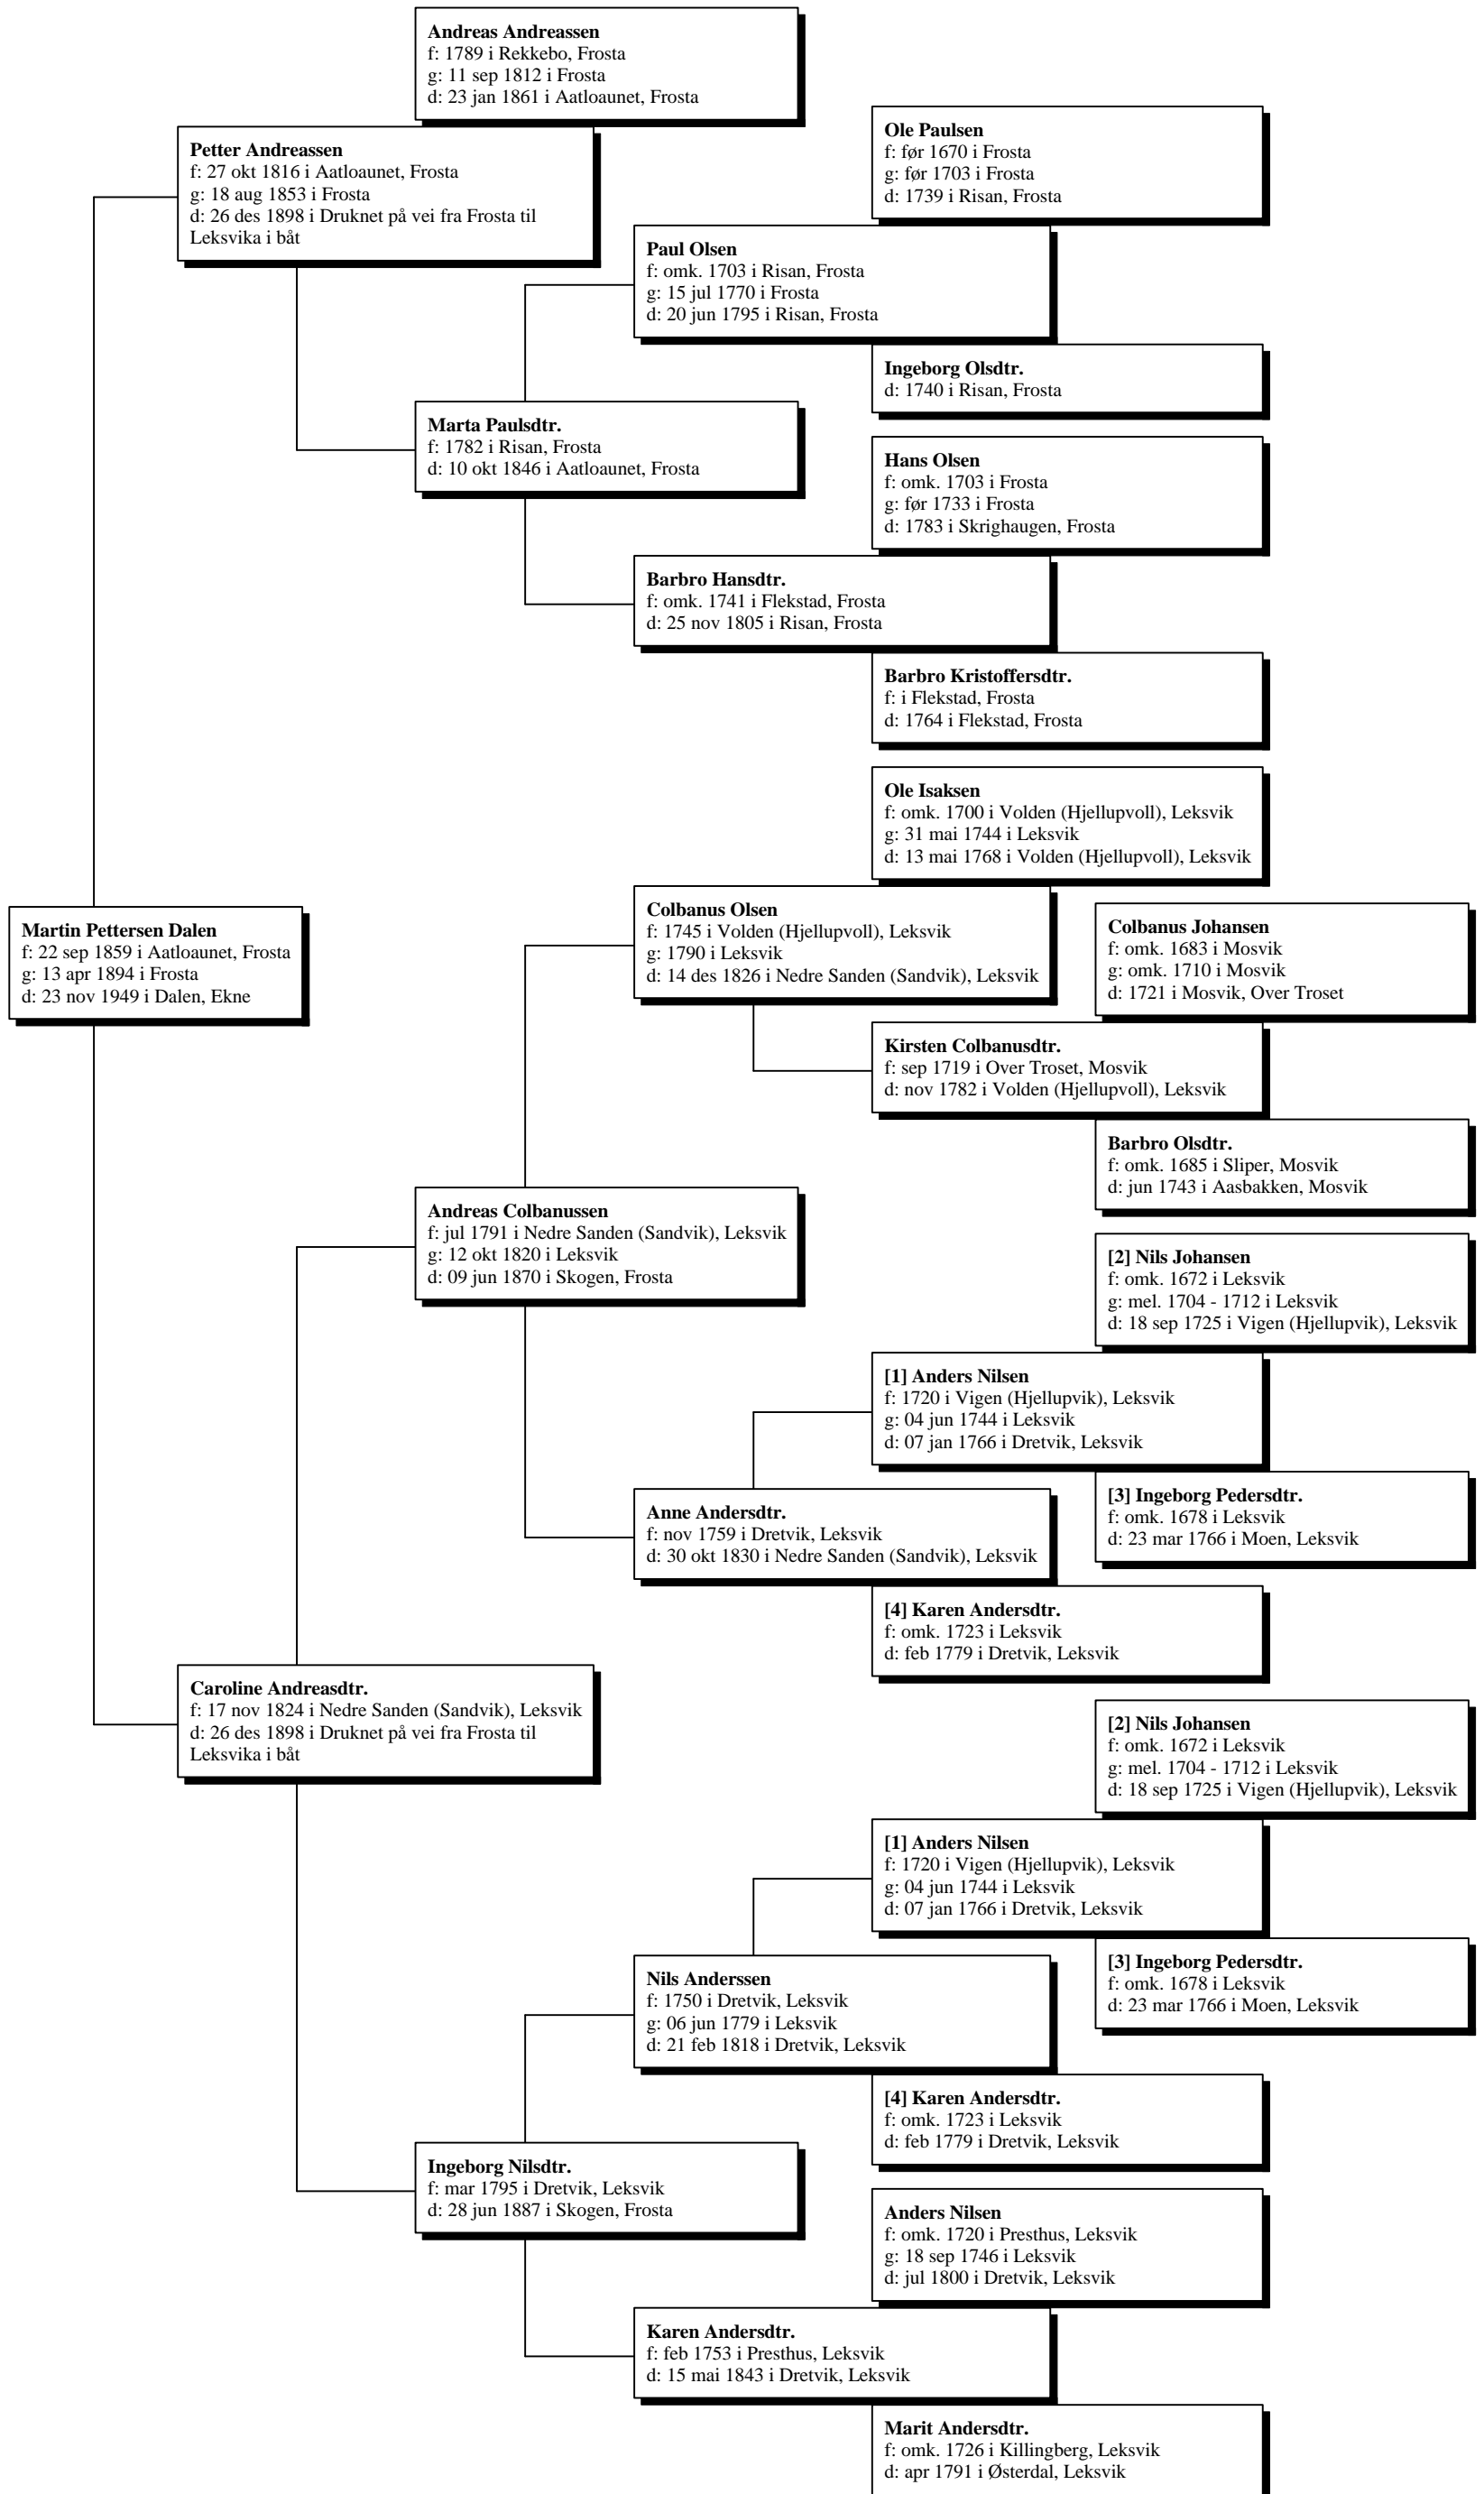 Andreas Andreassen
f: 1789 i Rekkebo, Frosta
g: 11 sep 1812 i Frosta
d: 23 jan 1861 i Aatloaunet, Frosta
Ole Paulsen
f: før 1670 i Frosta
g: før 1703 i Frosta
d: 1739 i Risan, Frosta
Petter Andreassen
f: 27 okt 1816 i Aatloaunet, Frosta
g: 18 aug 1853 i Frosta
d: 26 des 1898 i Druknet på vei fra Frosta til
Leksvika i båt
Paul Olsen
f: omk. 1703 i Risan, Frosta
g: 15 jul 1770 i Frosta
d: 20 jun 1795 i Risan, Frosta
Ingeborg Olsdtr.
d: 1740 i Risan, Frosta
Marta Paulsdtr.
f: 1782 i Risan, Frosta
d: 10 okt 1846 i Aatloaunet, Frosta
Hans Olsen
f: omk. 1703 i Frosta
g: før 1733 i Frosta
d: 1783 i Skrighaugen, Frosta
Barbro Hansdtr.
f: omk. 1741 i Flekstad, Frosta
d: 25 nov 1805 i Risan, Frosta
Barbro Kristoffersdtr.
f: i Flekstad, Frosta
d: 1764 i Flekstad, Frosta
Ole Isaksen
f: omk. 1700 i Volden (Hjellupvoll), Leksvik
g: 31 mai 1744 i Leksvik
d: 13 mai 1768 i Volden (Hjellupvoll), Leksvik
Colbanus Olsen
f: 1745 i Volden (Hjellupvoll), Leksvik
g: 1790 i Leksvik
d: 14 des 1826 i Nedre Sanden (Sandvik), Leksvik
Martin Pettersen Dalen
f: 22 sep 1859 i Aatloaunet, Frosta
g: 13 apr 1894 i Frosta
d: 23 nov 1949 i Dalen, Ekne
Colbanus Johansen
f: omk. 1683 i Mosvik
g: omk. 1710 i Mosvik
d: 1721 i Mosvik, Over Troset
Kirsten Colbanusdtr.
f: sep 1719 i Over Troset, Mosvik
d: nov 1782 i Volden (Hjellupvoll), Leksvik
Barbro Olsdtr.
f: omk. 1685 i Sliper, Mosvik
d: jun 1743 i Aasbakken, Mosvik
Andreas Colbanussen
f: jul 1791 i Nedre Sanden (Sandvik), Leksvik
g: 12 okt 1820 i Leksvik
d: 09 jun 1870 i Skogen, Frosta
[2] Nils Johansen
f: omk. 1672 i Leksvik
g: mel. 1704 - 1712 i Leksvik
d: 18 sep 1725 i Vigen (Hjellupvik), Leksvik
[1] Anders Nilsen
f: 1720 i Vigen (Hjellupvik), Leksvik
g: 04 jun 1744 i Leksvik
d: 07 jan 1766 i Dretvik, Leksvik
[3] Ingeborg Pedersdtr.
f: omk. 1678 i Leksvik
d: 23 mar 1766 i Moen, Leksvik
Anne Andersdtr.
f: nov 1759 i Dretvik, Leksvik
d: 30 okt 1830 i Nedre Sanden (Sandvik), Leksvik
[4] Karen Andersdtr.
f: omk. 1723 i Leksvik
d: feb 1779 i Dretvik, Leksvik
Caroline Andreasdtr.
f: 17 nov 1824 i Nedre Sanden (Sandvik), Leksvik
d: 26 des 1898 i Druknet på vei fra Frosta til
Leksvika i båt
[2] Nils Johansen
f: omk. 1672 i Leksvik
g: mel. 1704 - 1712 i Leksvik
d: 18 sep 1725 i Vigen (Hjellupvik), Leksvik
[1] Anders Nilsen
f: 1720 i Vigen (Hjellupvik), Leksvik
g: 04 jun 1744 i Leksvik
d: 07 jan 1766 i Dretvik, Leksvik
[3] Ingeborg Pedersdtr.
f: omk. 1678 i Leksvik
d: 23 mar 1766 i Moen, Leksvik
Nils Anderssen
f: 1750 i Dretvik, Leksvik
g: 06 jun 1779 i Leksvik
d: 21 feb 1818 i Dretvik, Leksvik
[4] Karen Andersdtr.
f: omk. 1723 i Leksvik
d: feb 1779 i Dretvik, Leksvik
Ingeborg Nilsdtr.
f: mar 1795 i Dretvik, Leksvik
d: 28 jun 1887 i Skogen, Frosta
Anders Nilsen
f: omk. 1720 i Presthus, Leksvik
g: 18 sep 1746 i Leksvik
d: jul 1800 i Dretvik, Leksvik
Karen Andersdtr.
f: feb 1753 i Presthus, Leksvik
d: 15 mai 1843 i Dretvik, Leksvik
Marit Andersdtr.
f: omk. 1726 i Killingberg, Leksvik
d: apr 1791 i Østerdal, Leksvik